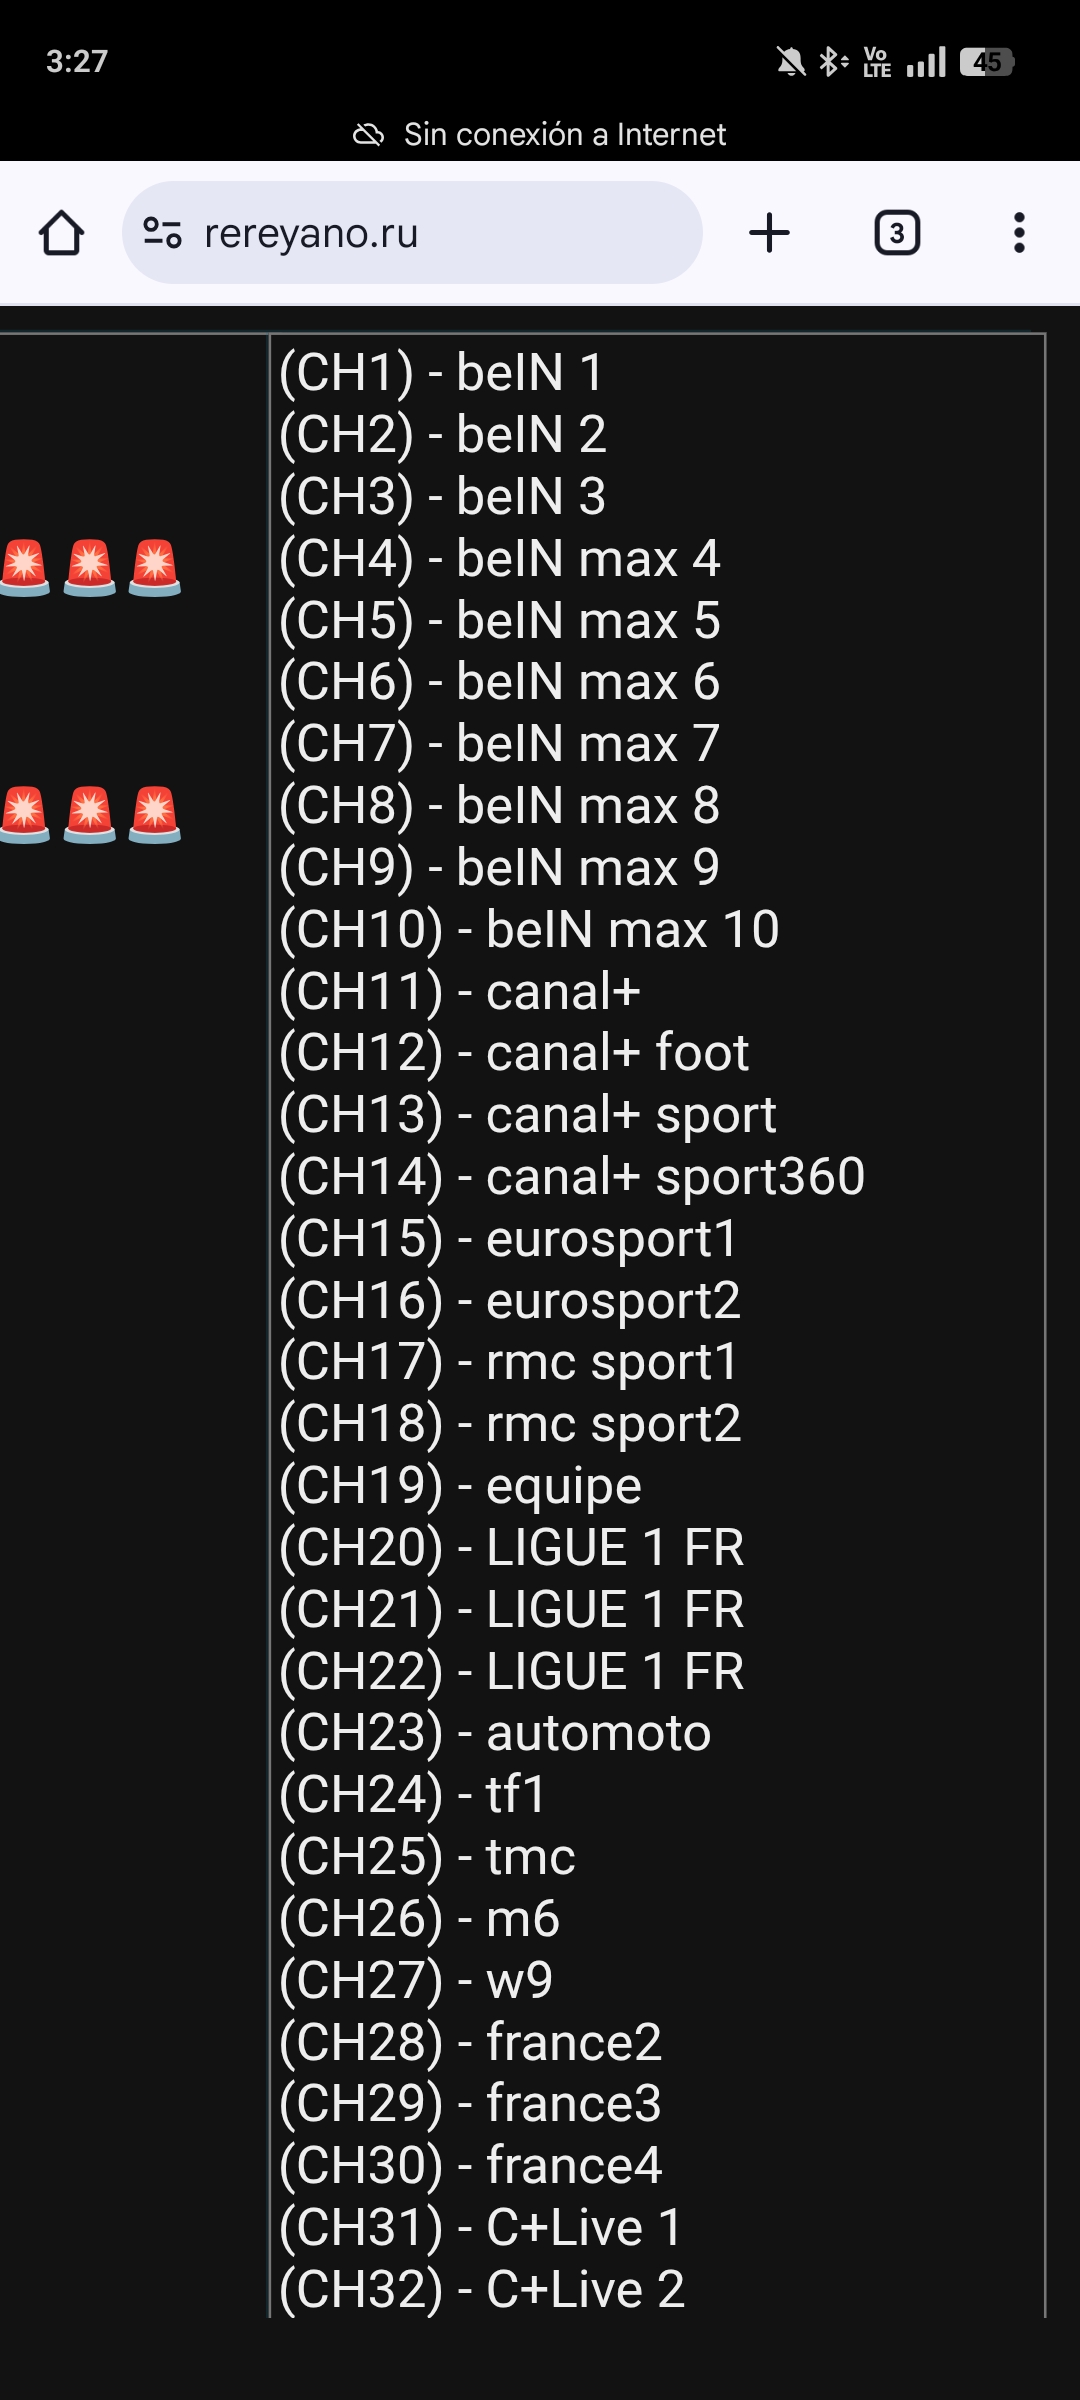 3:27
Vo LTE
45
Sin conexión a Internet
rereyano.ru
3
(CH1) - beIN 1
(CH2) - beIN 2
(CH3) - beIN 3
(CH4) - beIN max 4
(CH5) - beIN max 5
(CH6) - beIN max 6
(CH7) - beIN max 7
(CH8) - beIN max 8
(CH9) - beIN max 9
(CH10) - beIN max 10
(CH11) - canal+
(CH12) - canal+ foot
(CH13) - canal+ sport
(CH14) - canal+ sport360
(CH15) - eurosport1
(CH16) - eurosport2
(CH17) - rmc sport1
(CH18) - rmc sport2
(CH19) - equipe
(CH20) - LIGUE 1 FR
(CH21) - LIGUE 1 FR
(CH22) - LIGUE 1 FR
(CH23) - automoto
(CH24) - tf1
(CH25) - tmc
(CH26) - m6
(CH27) - w9
(CH28) - france2
(CH29) - france3
(CH30) - france4
(CH31) - C+Live 1
(CH32) - C+Live 2